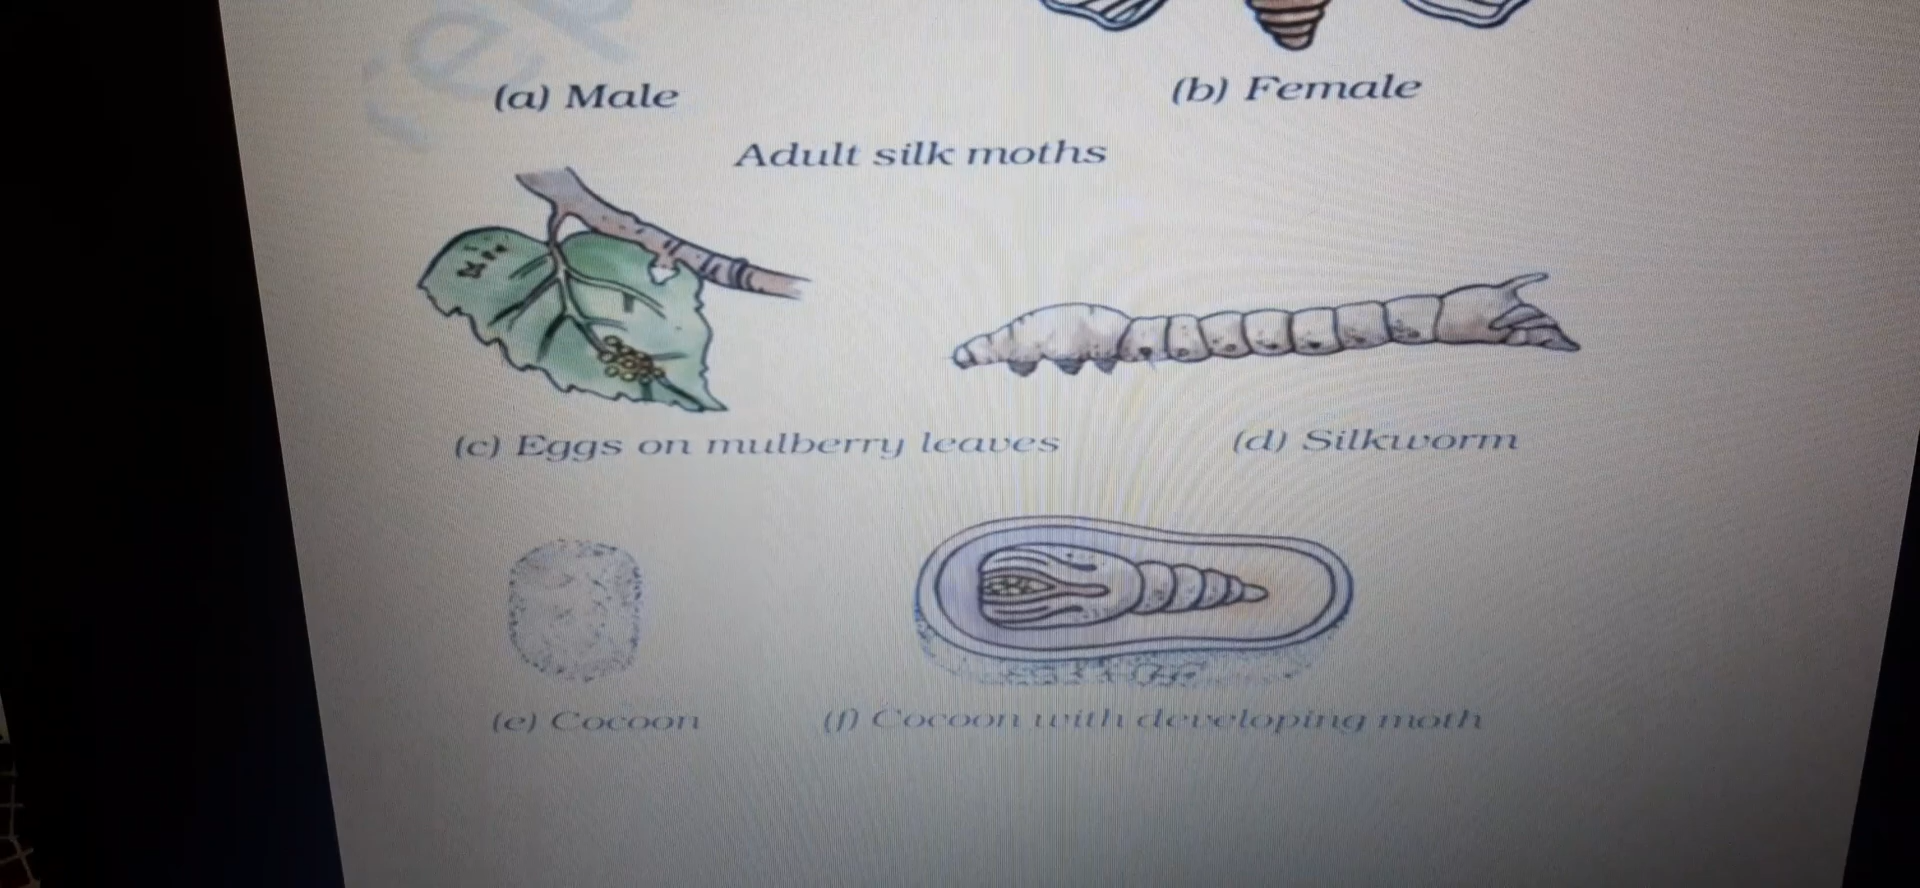 (a) Male
(b) Female
Adult silk moths
(c) Eggs on mulberry leaves
(d) Silkworm
(e) Cocoon
(f) Cocoon with developing moth